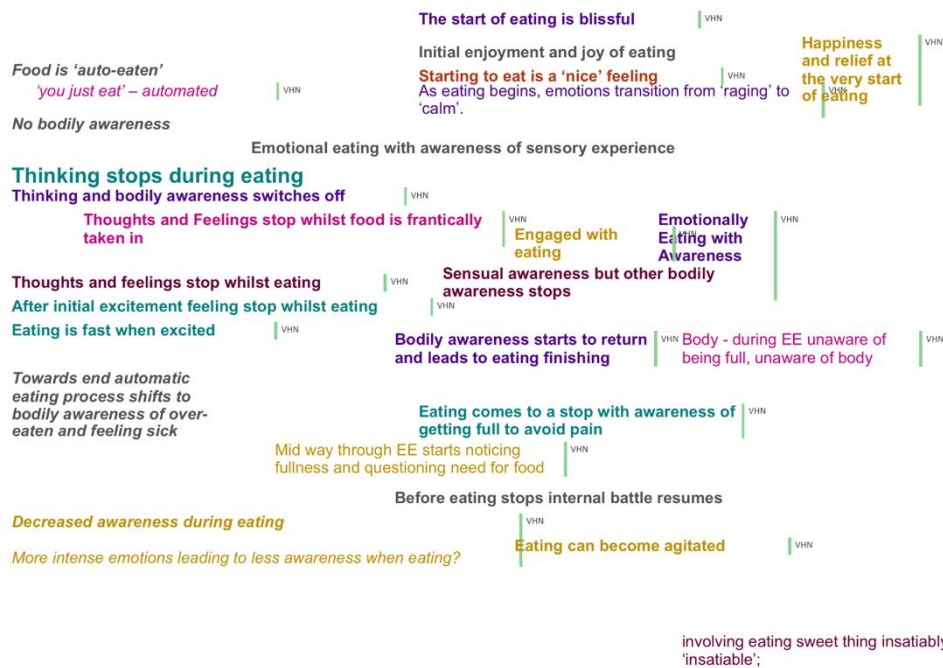 The start of eating is blissful
VHN
Initial enjoyment and joy of eating
Happiness
and relief at
the very start
of eating
VHN
Food is ‘auto-eaten’
Starting to eat is a ‘nice’ feeling
VHN
‘you just eat’ – automated
VHN
As eating begins, emotions transition from ‘raging’ to
‘calm’.
VHN
No bodily awareness
Emotional eating with awareness of sensory experience
Thinking stops during eating
Thinking and bodily awareness switches off
VHN
Thoughts and Feelings stop whilst food is frantically
taken in
VHN
Engaged with
eating
VHN
Emotionally
Eating with
Awareness
VHN
Thoughts and feelings stop whilst eating
VHN
Sensual awareness but other bodily
awareness stops
After initial excitement feeling stop whilst eating
VHN
Eating is fast when excited
VHN
Bodily awareness starts to return
and leads to eating finishing
VHN
Body - during EE unaware of
being full, unaware of body
VHN
Towards end automatic
eating process shifts to
bodily awareness of over-
eaten and feeling sick
Eating comes to a stop with awareness of
getting full to avoid pain
VHN
Mid way through EE starts noticing
fullness and questioning need for food
VHN
Before eating stops internal battle resumes
Decreased awareness during eating
VHN
More intense emotions leading to less awareness when eating?
Eating can become agitated
VHN
involving eating sweet thing insatiably
‘insatiable’;